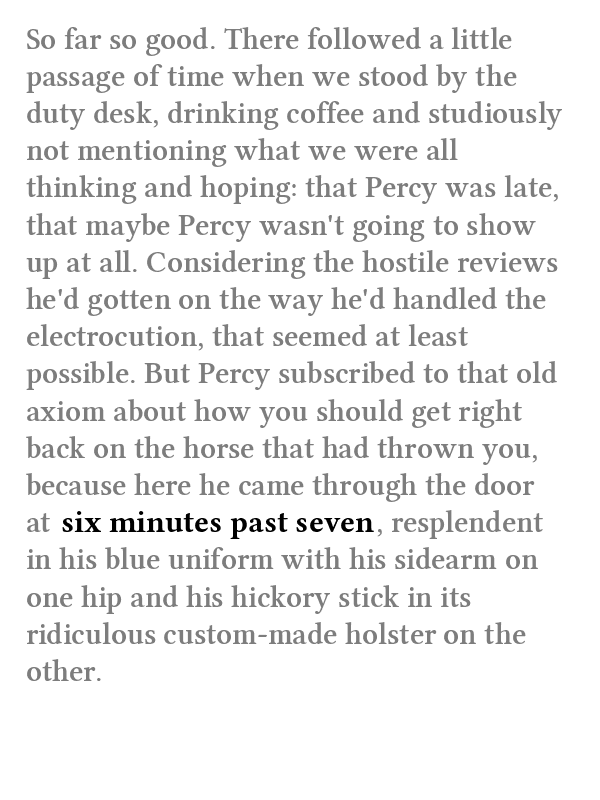 So far so good. There followed a little
passage of time when we stood by the
duty desk, drinking coffee and studiously
not mentioning what we were all
thinking and hoping: that Percy was late,
that maybe Percy wasn't going to show
up at all. Considering the hostile reviews
he'd gotten on the way he'd handled the
electrocution, that seemed at least
possible. But Percy subscribed to that old
axiom about how you should get right
back on the horse that had thrown you,
because here he came through the door
at six minutes past seven, resplendent
in his blue uniform with his sidearm on
one hip and his hickory stick in its
ridiculous custom-made holster on the
other.